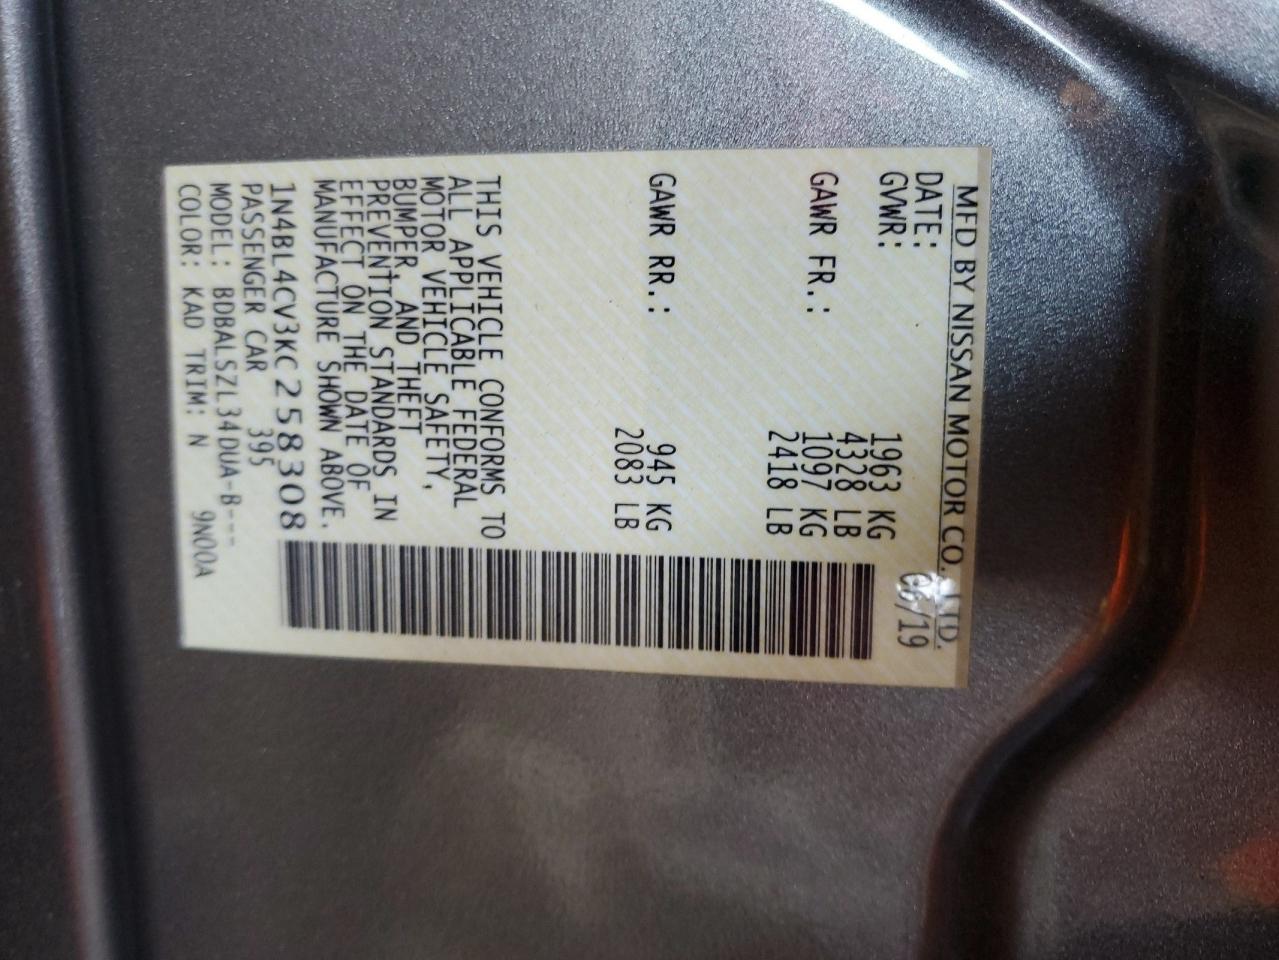 MFD BY NISSAN MOTOR CO. LTD.
DATE: 06/19
GVWR: 1963 KG
4328 LB
GAWR FR.: 1097 KG
2418 LB
GAWR RR.: 945 KG
2083 LB
THIS VEHICLE CONFORMS TO
ALL APPLICABLE FEDERAL
MOTOR VEHICLE SAFETY,
BUMPER, AND THEFT
PREVENTION STANDARDS IN
EFFECT ON THE DATE OF
MANUFACTURE SHOWN ABOVE.
1N4BL4CV3KC258308
PASSENGER CAR 395
MODEL: BDBALSZL34DUA-B---
COLOR: KAD TRIM: N 9N00A